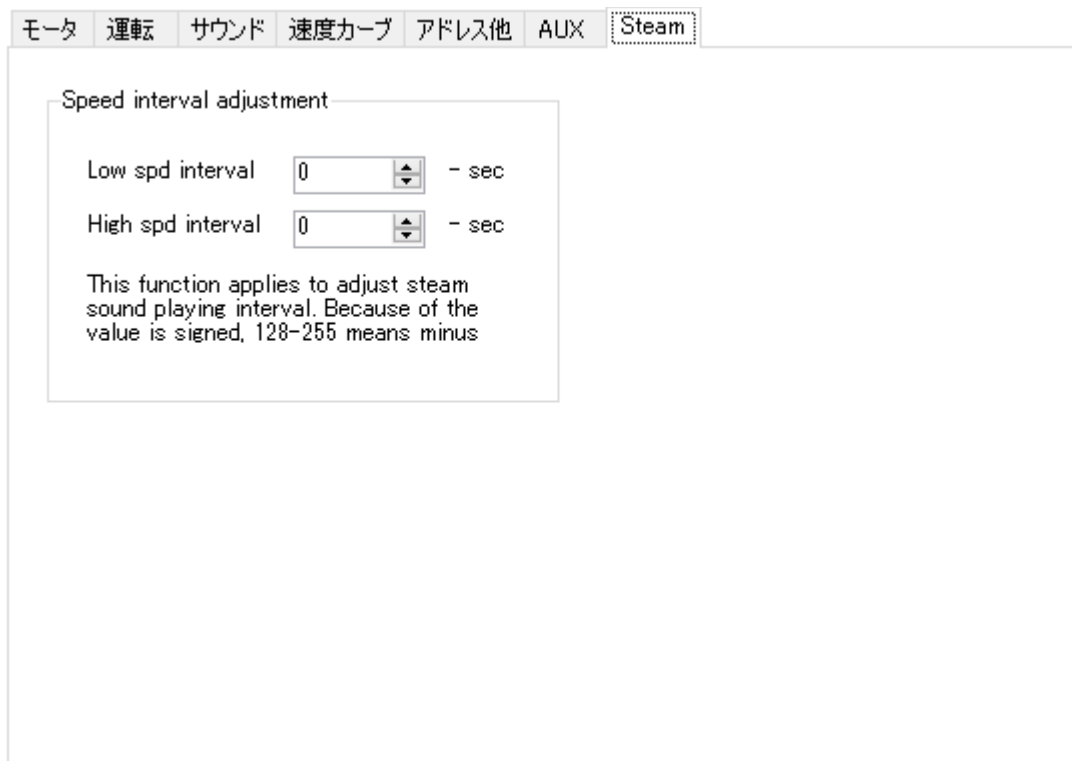 モータ 運転 サウンド 速度カーブ アドレス他 AUX Steam
Speed interval adjustment
Low spd interval 0 - sec
High spd interval 0 - sec
This function applies to adjust steam
sound playing interval. Because of the
value is signed, 128-255 means minus